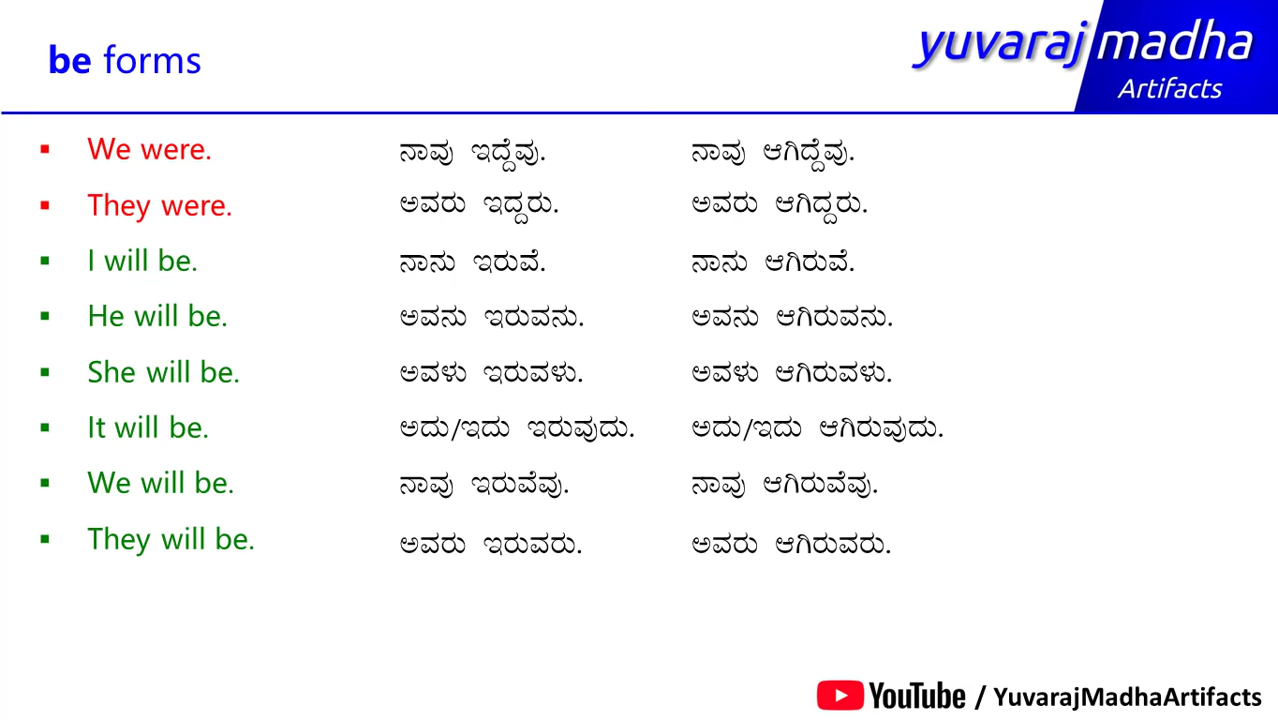 be forms
yuvaraj madha
Artifacts
▪ We were. ನಾವು ಇದ್ದೆವು. ನಾವು ಆಗಿದ್ದೆವು.
▪ They were. ಅವರು ಇದ್ದರು. ಅವರು ಆಗಿದ್ದರು.
▪ I will be. ನಾನು ಇರುವೆ. ನಾನು ಆಗಿರುವೆ.
▪ He will be. ಅವನು ಇರುವನು. ಅವನು ಆಗಿರುವನು.
▪ She will be. ಅವಳು ಇರುವಳು. ಅವಳು ಆಗಿರುವಳು.
▪ It will be. ಅದು/ಇದು ಇರುವುದು. ಅದು/ಇದು ಆಗಿರುವುದು.
▪ We will be. ನಾವು ಇರುವೆವು. ನಾವು ಆಗಿರುವೆವು.
▪ They will be. ಅವರು ಇರುವರು. ಅವರು ಆಗಿರುವರು.
YouTube / YuvarajMadhaArtifacts